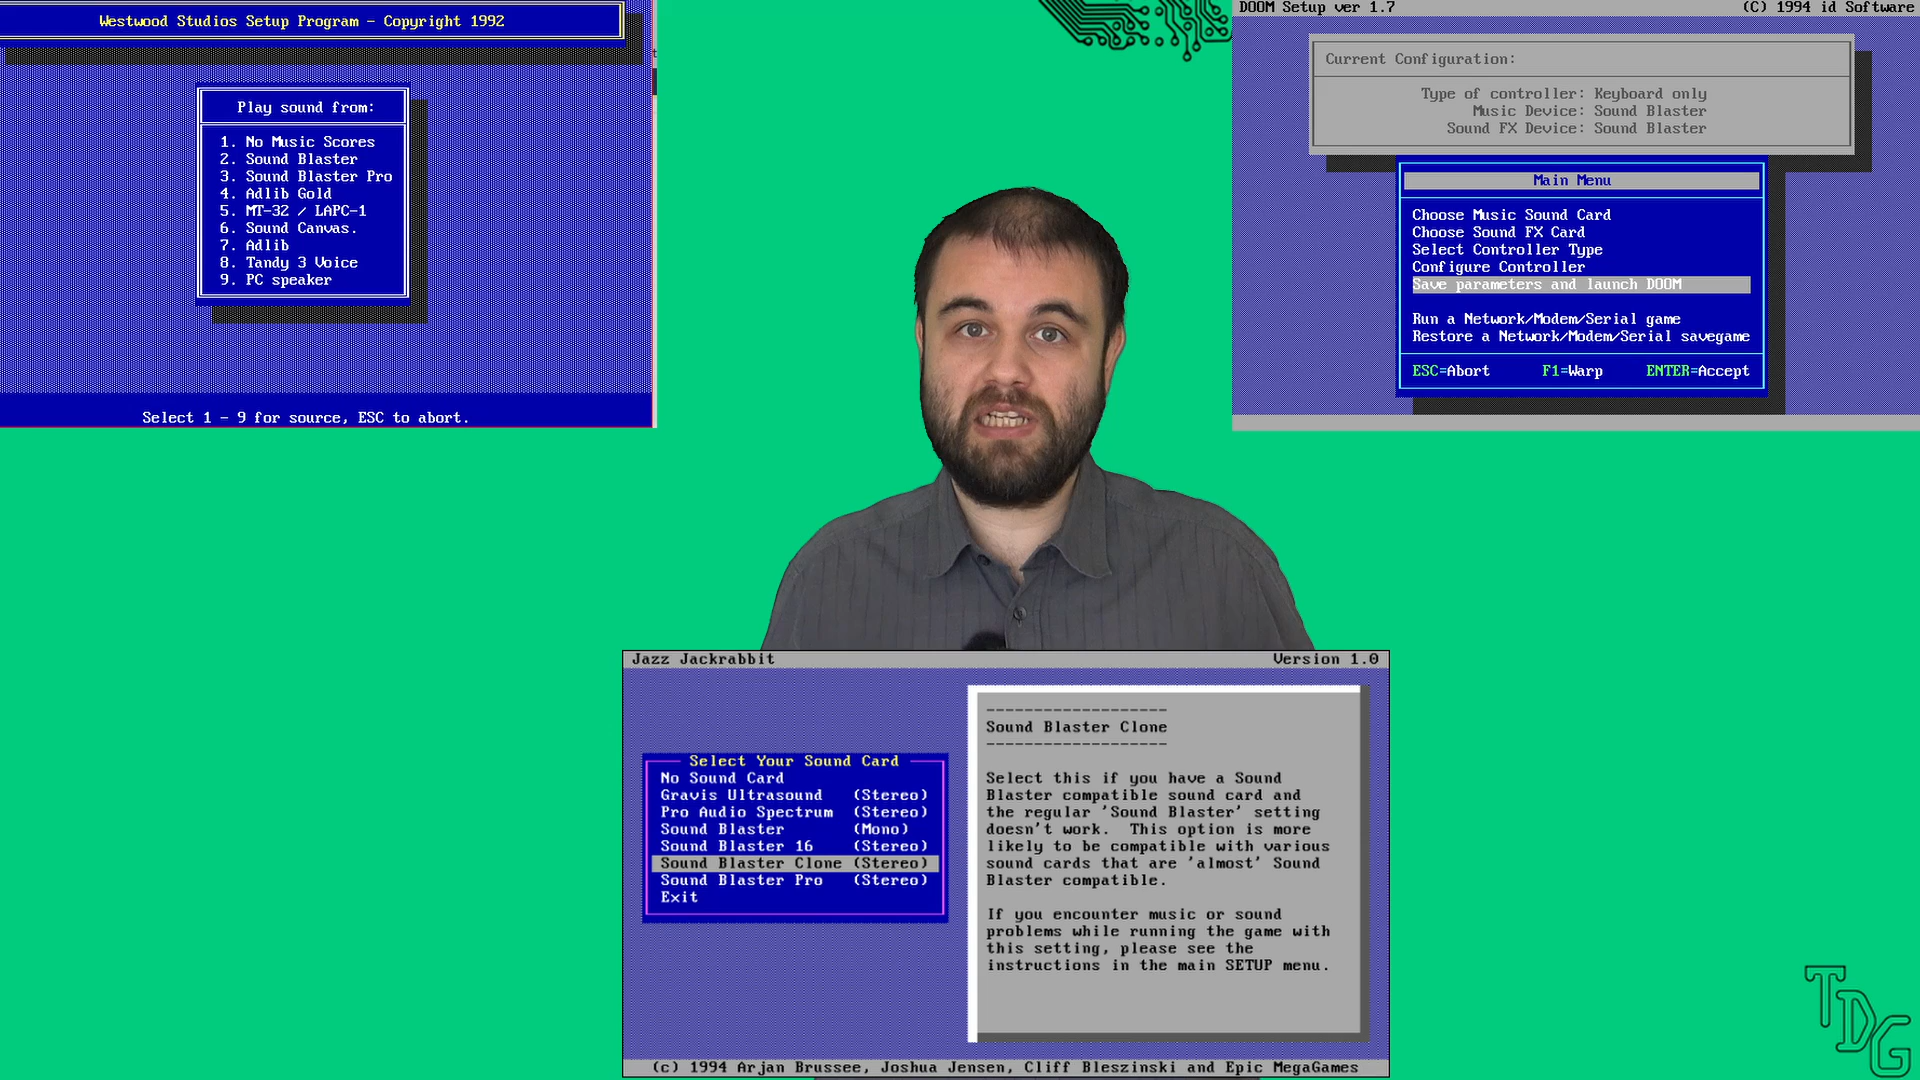 Westwood Studios Setup Program - Copyright 1992
Play sound from:
1. No Music Scores
2. Sound Blaster
3. Sound Blaster Pro
4. Adlib Gold
5. MT-32 / LAPC-1
6. Sound Canvas.
7. Adlib
8. Tandy 3 Voice
9. PC speaker
Select 1 - 9 for source, ESC to abort.
DOOM Setup ver 1.7 (C) 1994 id Software
Current Configuration:
Type of controller: Keyboard only
Music Device: Sound Blaster
Sound FX Device: Sound Blaster
Main Menu
Choose Music Sound Card
Choose Sound FX Card
Select Controller Type
Configure Controller
Save parameters and launch DOOM
Run a Network/Modem/Serial game
Restore a Network/Modem/Serial savegame
ESC=Abort F1=Warp ENTER=Accept
Jazz Jackrabbit Version 1.0
Select Your Sound Card
No Sound Card
Gravis Ultrasound (Stereo)
Pro Audio Spectrum (Stereo)
Sound Blaster (Mono)
Sound Blaster 16 (Stereo)
Sound Blaster Clone (Stereo)
Sound Blaster Pro (Stereo)
Exit
-------------------
Sound Blaster Clone
-------------------
Select this if you have a Sound
Blaster compatible sound card and
the regular 'Sound Blaster' setting
doesn't work. This option is more
likely to be compatible with various
sound cards that are 'almost' Sound
Blaster compatible.
If you encounter music or sound
problems while running the game with
this setting, please see the
instructions in the main SETUP menu.
(c) 1994 Arjan Brussee, Joshua Jensen, Cliff Bleszinski and Epic MegaGames
TDG